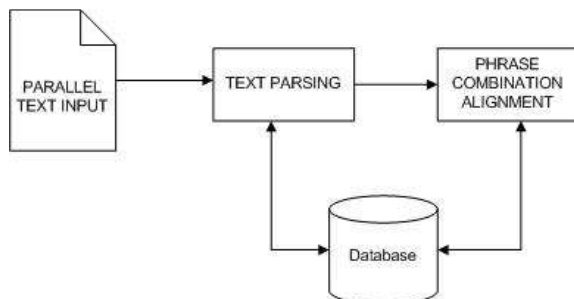 PARALLEL
TEXT INPUT
TEXT PARSING
PHRASE
COMBINATION
ALIGNMENT
Database